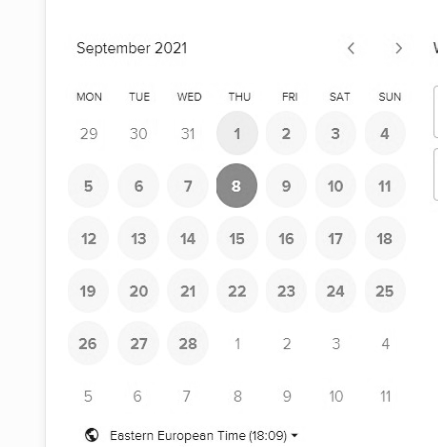 September 2021
MON TUE WED THU FRI SAT SUN
29 30 31 1 2 3 4
5 6 7 8 9 10 11
12 13 14 15 16 17 18
19 20 21 22 23 24 25
26 27 28 1 2 3 4
5 6 7 8 9 10 11
Eastern European Time (18:09)